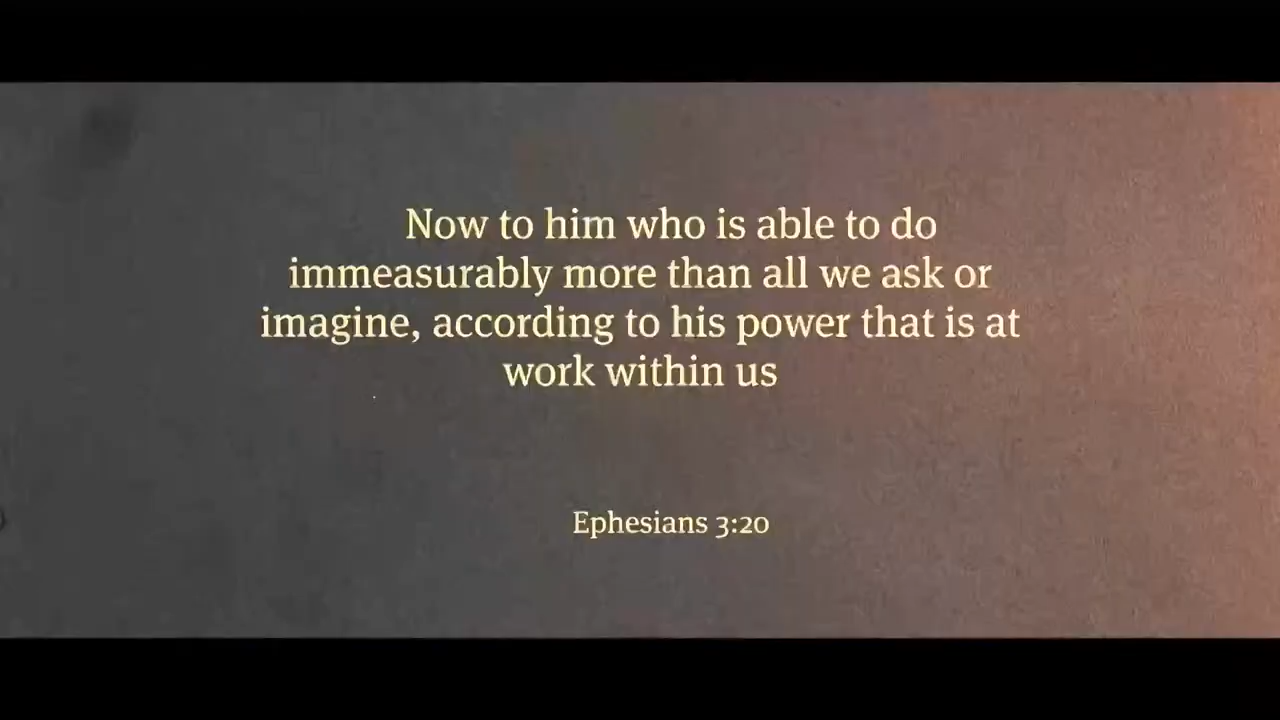 Now to him who is able to do
immeasurably more than all we ask or
imagine, according to his power that is at
work within us
Ephesians 3:20